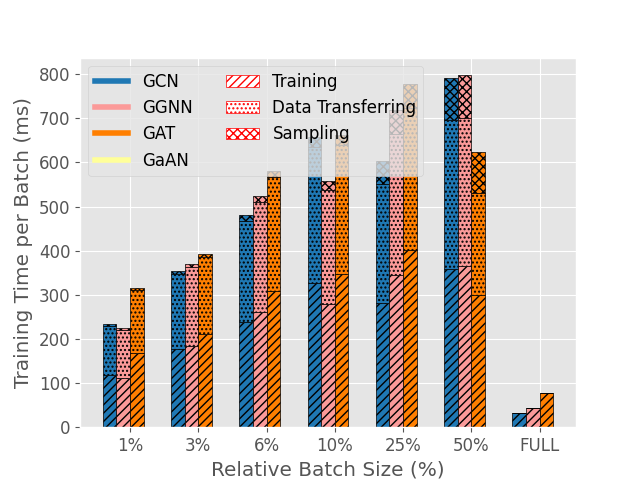 GCN
GGNN
GAT
GaAN
Training
Data Transferring
Sampling
800
700
600
500
400
300
200
100
0
Training Time per Batch (ms)
1% 3% 6% 10% 25% 50% FULL
Relative Batch Size (%)